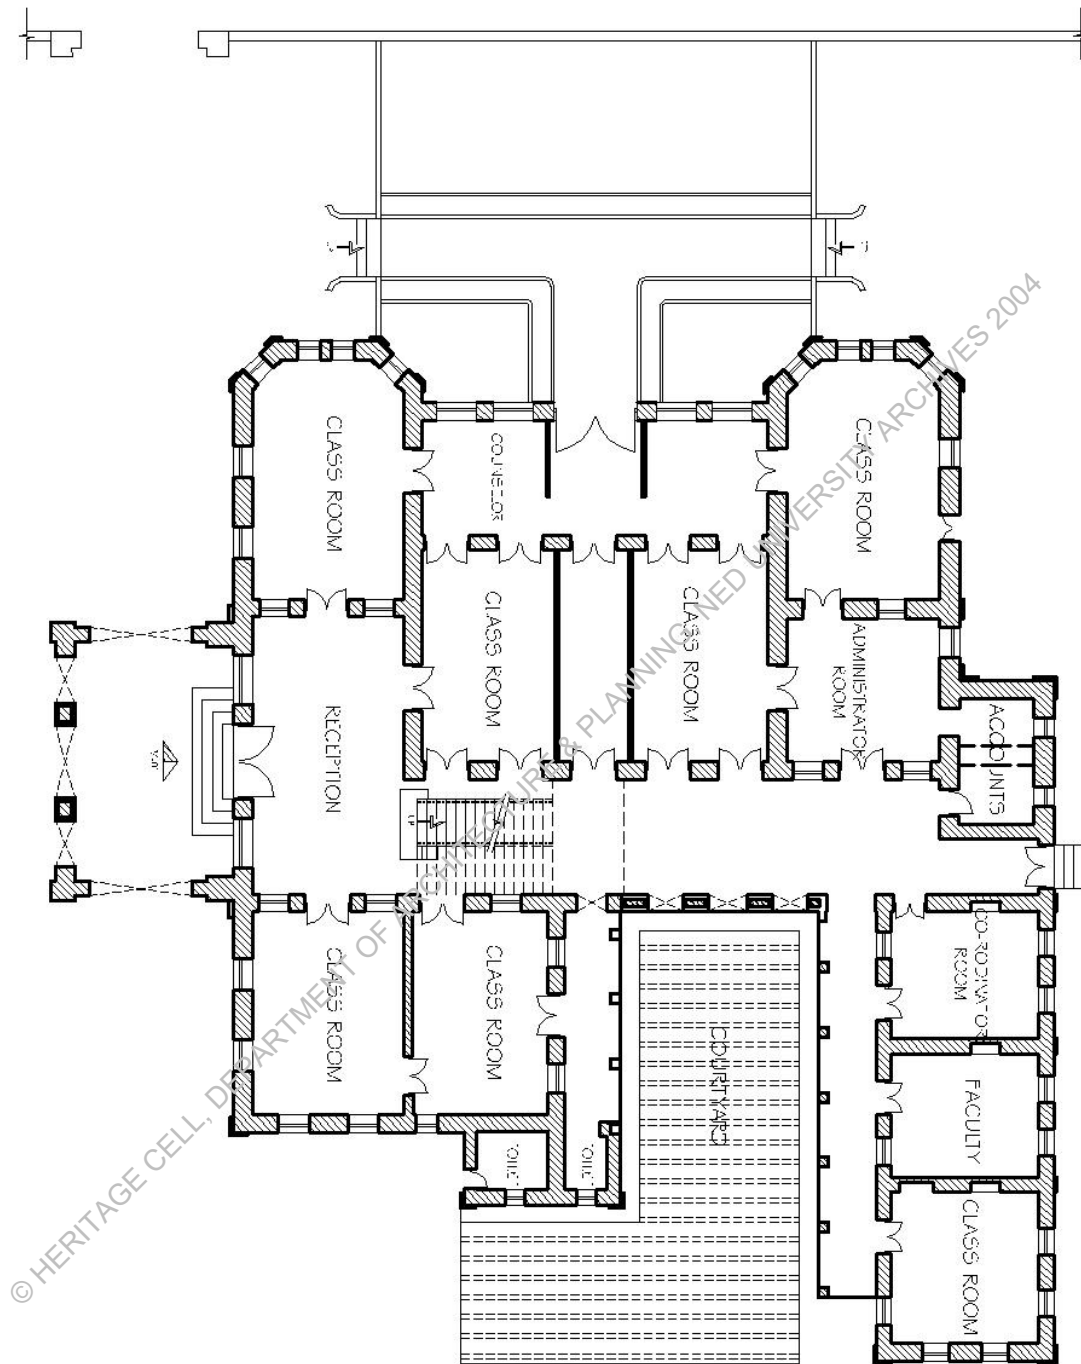 CLASS ROOM
CLASS ROOM
COUNSELOR
CLASS ROOM
CLASS ROOM
ADMINISTRATOR
ROOM
RECEPTION
ACCOUNTS
UP
CLASS ROOM
CLASS ROOM
CO-RODINATOR
ROOM
COURTYARD
FACULTY
TOILET
TOILET
CLASS ROOM
© HERITAGE CELL, DEPARTMENT OF ARCHITECTURE & PLANNING, NED UNIVERSITY ARCHIVES 2004